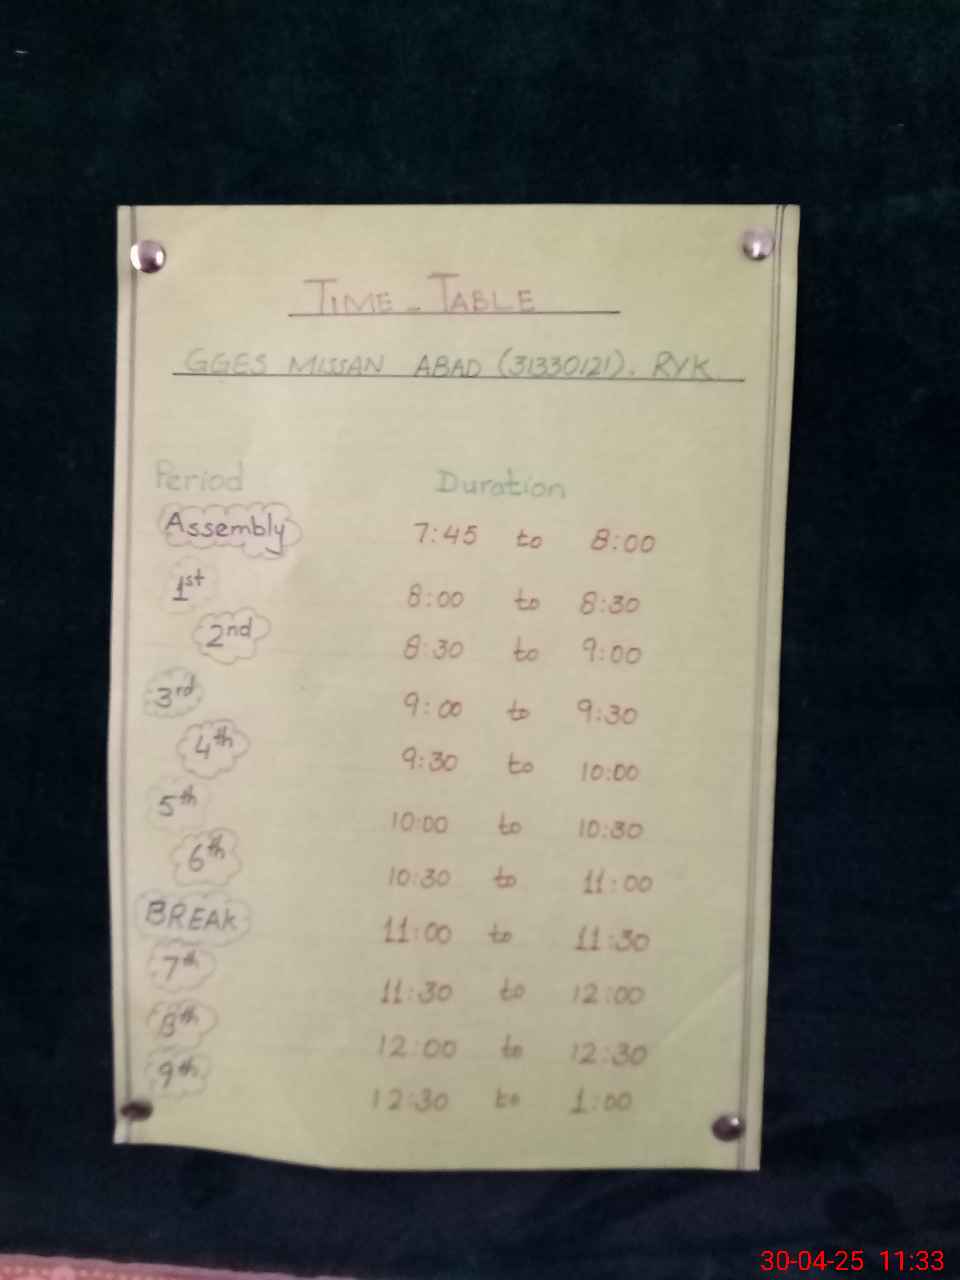 TIME - TABLE
GGES MISSAN ABAD (31330121). RYK
Period Duration
Assembly 7:45 to 8:00
1st 8:00 to 8:30
2nd 8:30 to 9:00
3rd 9:00 to 9:30
4th 9:30 to 10:00
5th 10:00 to 10:30
6th 10:30 to 11:00
BREAK 11:00 to 11:30
7th 11:30 to 12:00
8th 12:00 to 12:30
9th 12:30 to 1:00
30-04-25 11:33